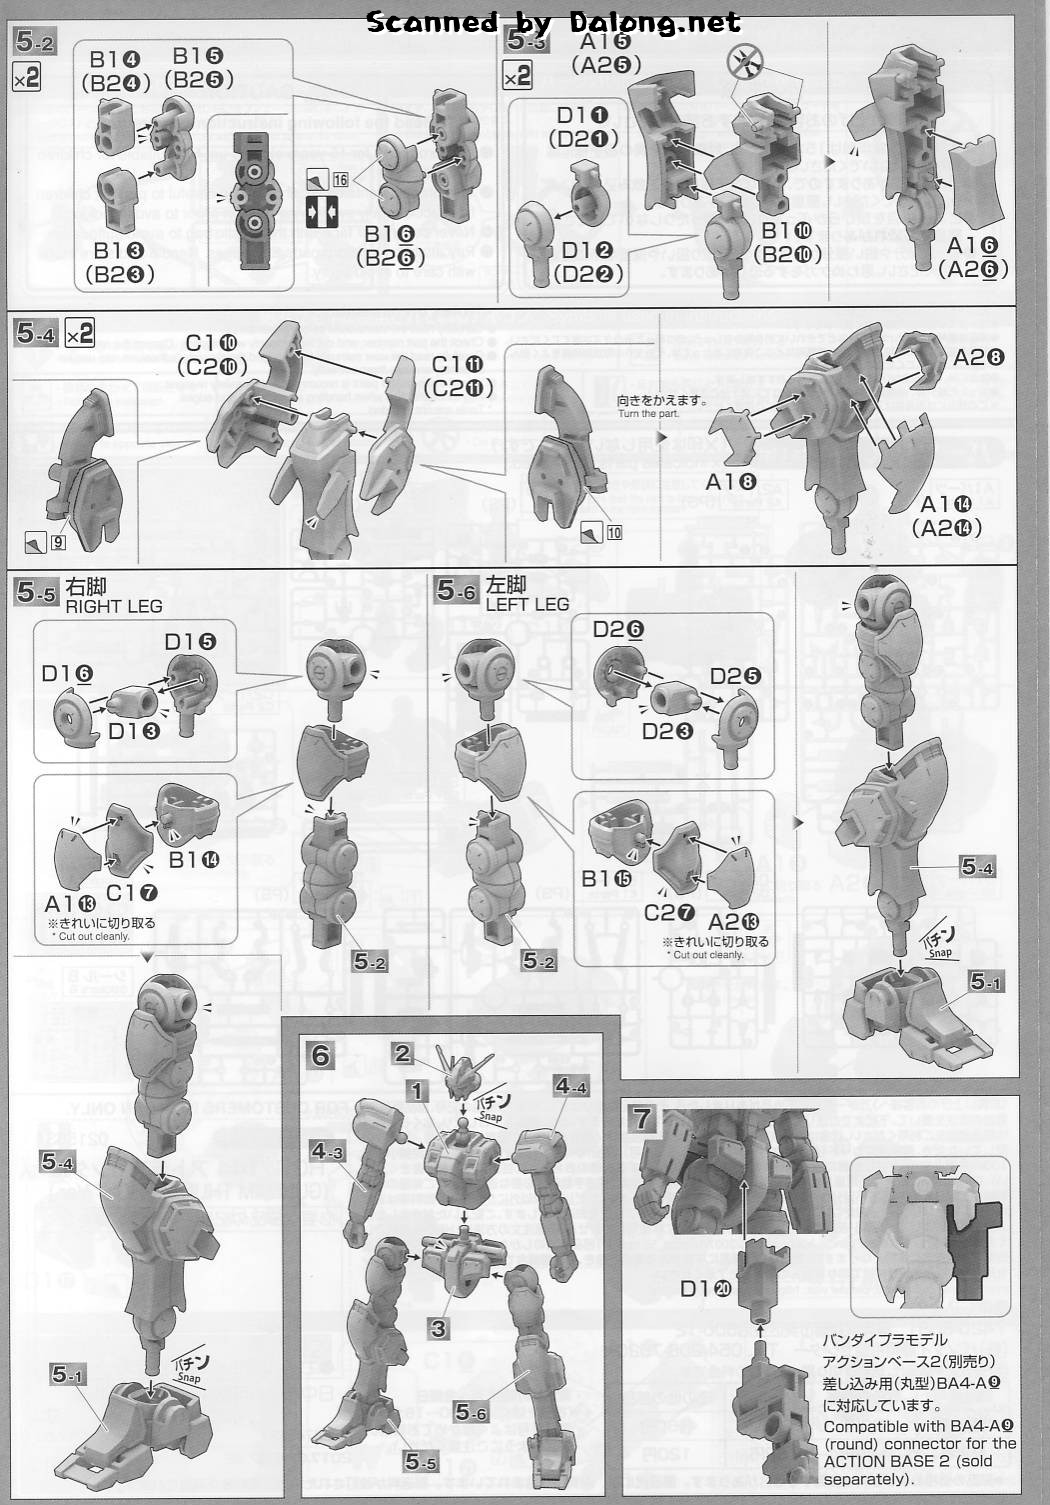 Scanned by Dalong.net
5-2
×2
B1❹
(B2❹)
B1❺
(B2❺)
B1❸
(B2❸)
16
B1❻
(B2❻)
5-3
×2
A1❺
(A2❺)
D1❶
(D2❶)
D1❷
(D2❷)
B1❿
(B2❿)
A1❻
(A2❻)
5-4
×2
C1❿
(C2❿)
C1⓫
(C2⓫)
9
10
向きをかえます。
Turn the part.
A2❽
A1❽
A1⓮
(A2⓮)
5-5
右脚
RIGHT LEG
D1❺
D1❻
D1❸
B1⓮
C1❼
A1⓭
※きれいに切り取る
* Cut out cleanly.
5-2
5-6
左脚
LEFT LEG
D2❻
D2❺
D2❸
B1⓯
C2❼
A2⓭
※きれいに切り取る
* Cut out cleanly.
5-2
5-4
パチン
Snap
5-1
5-4
パチン
Snap
5-1
6
2
1
パチン
Snap
4-4
4-3
3
5-6
5-5
7
D1⓴
バンダイプラモデル
アクションベース2(別売り)
差し込み用(丸型)BA4-A❾
に対応しています。
Compatible with BA4-A❾
(round) connector for the
ACTION BASE 2 (sold
separately).